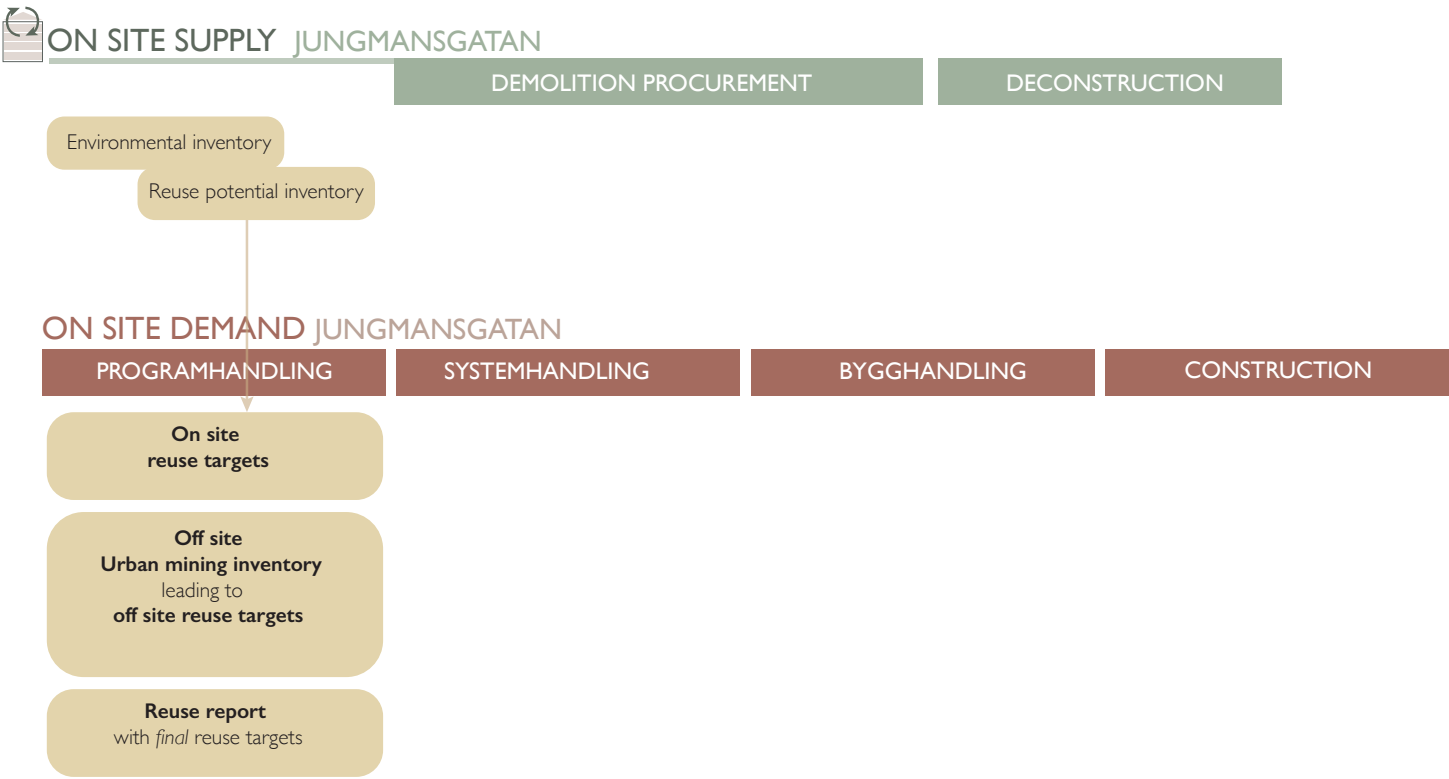 ON SITE SUPPLY JUNGMANSGATAN
DEMOLITION PROCUREMENT
DECONSTRUCTION
Environmental inventory
Reuse potential inventory
ON SITE DEMAND JUNGMANSGATAN
PROGRAMHANDLING
SYSTEMHANDLING
BYGGHANDLING
CONSTRUCTION
On site
reuse targets
Off site
Urban mining inventory
leading to
off site reuse targets
Reuse report
with final reuse targets